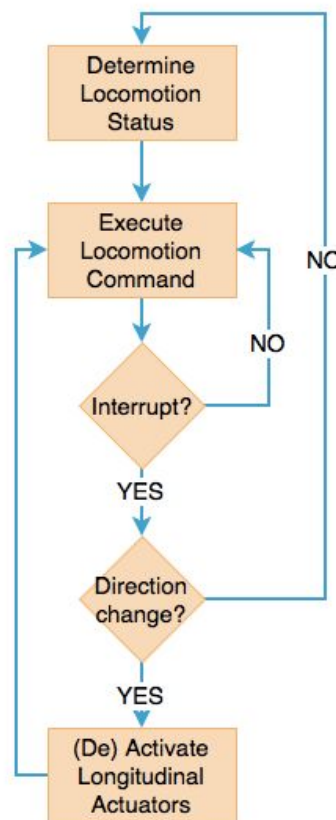 Determine
Locomotion
Status
Execute
Locomotion
Command
NO
NO
Interrupt?
YES
Direction
change?
YES
(De) Activate
Longitudinal
Actuators